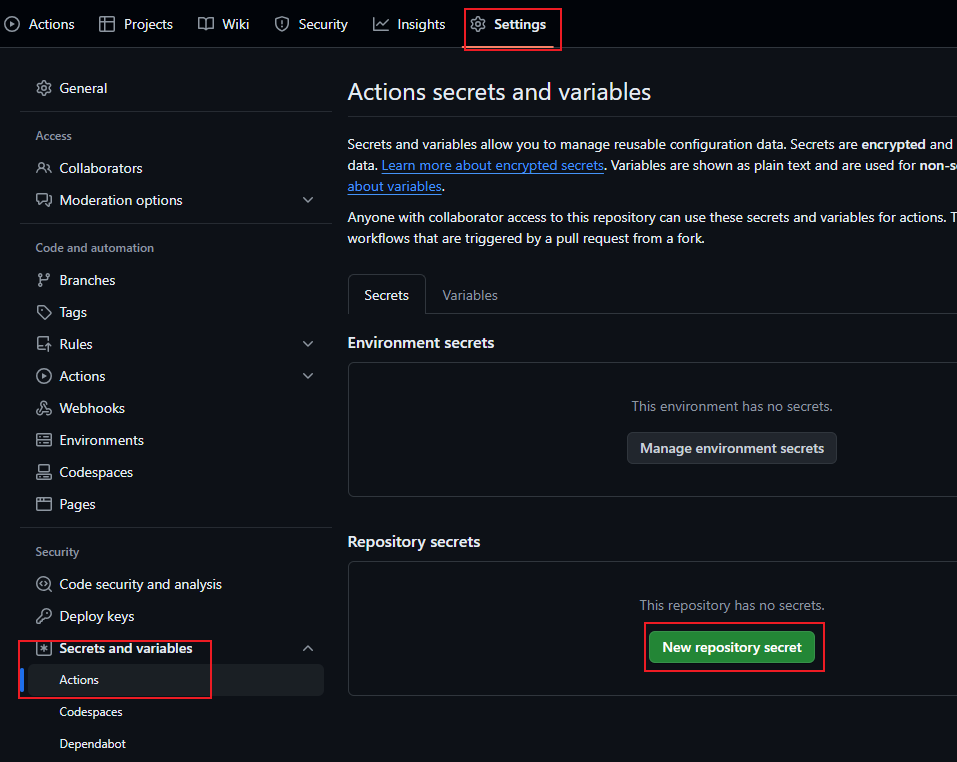 Actions Projects Wiki Security Insights Settings
General
Access
Collaborators
Moderation options
Code and automation
Branches
Tags
Rules
Actions
Webhooks
Environments
Codespaces
Pages
Security
Code security and analysis
Deploy keys
Secrets and variables
Actions
Codespaces
Dependabot
Actions secrets and variables
Secrets and variables allow you to manage reusable configuration data. Secrets are encrypted and
data. Learn more about encrypted secrets. Variables are shown as plain text and are used for non-s
about variables.
Anyone with collaborator access to this repository can use these secrets and variables for actions. T
workflows that are triggered by a pull request from a fork.
Secrets Variables
Environment secrets
This environment has no secrets.
Manage environment secrets
Repository secrets
This repository has no secrets.
New repository secret